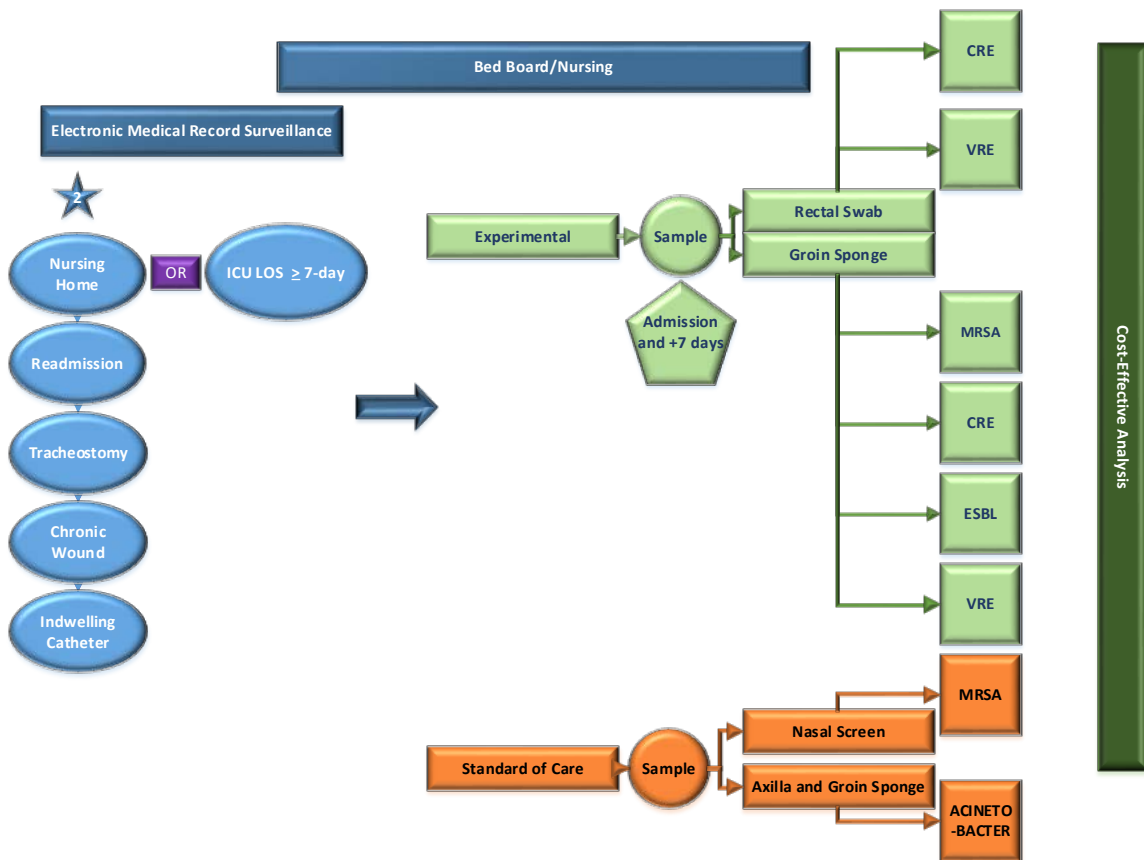 Bed Board/Nursing
Electronic Medical Record Surveillance
2
Nursing
Home
OR
ICU LOS ≥ 7-day
Readmission
Tracheostomy
Chronic
Wound
Indwelling
Catheter
Experimental
Sample
Admission
and +7 days
Rectal Swab
Groin Sponge
CRE
VRE
MRSA
CRE
ESBL
VRE
Standard of Care
Sample
Nasal Screen
Axilla and Groin Sponge
MRSA
ACINETO
-BACTER
Cost-Effective Analysis